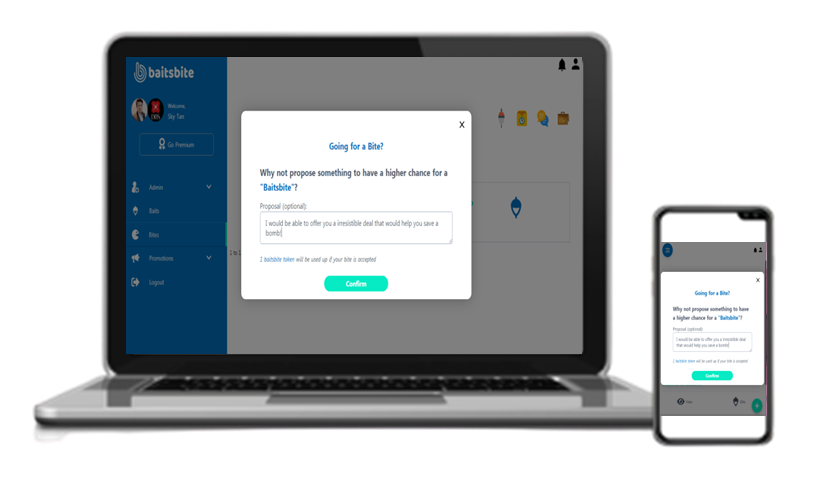 baitsbite
Welcome,
Sky Tan
Go Premium
Admin
Baits
Bites
Promotions
Logout
1 to 1
X
Going for a Bite?
Why not propose something to have a higher chance for a
"Baitsbite"?
Proposal (optional):
I would be able to offer you a irresistible deal that would help you save a
bomb!
1 baitsbite token will be used up if your bite is accepted
Confirm
X
Going for a Bite?
Why not propose something to have
a higher chance for a "Baitsbite"?
Proposal (optional):
I would be able to offer you a irresistible deal
that would help you save a bomb!
1 baitsbite token will be used up if your bite is accepted
Confirm